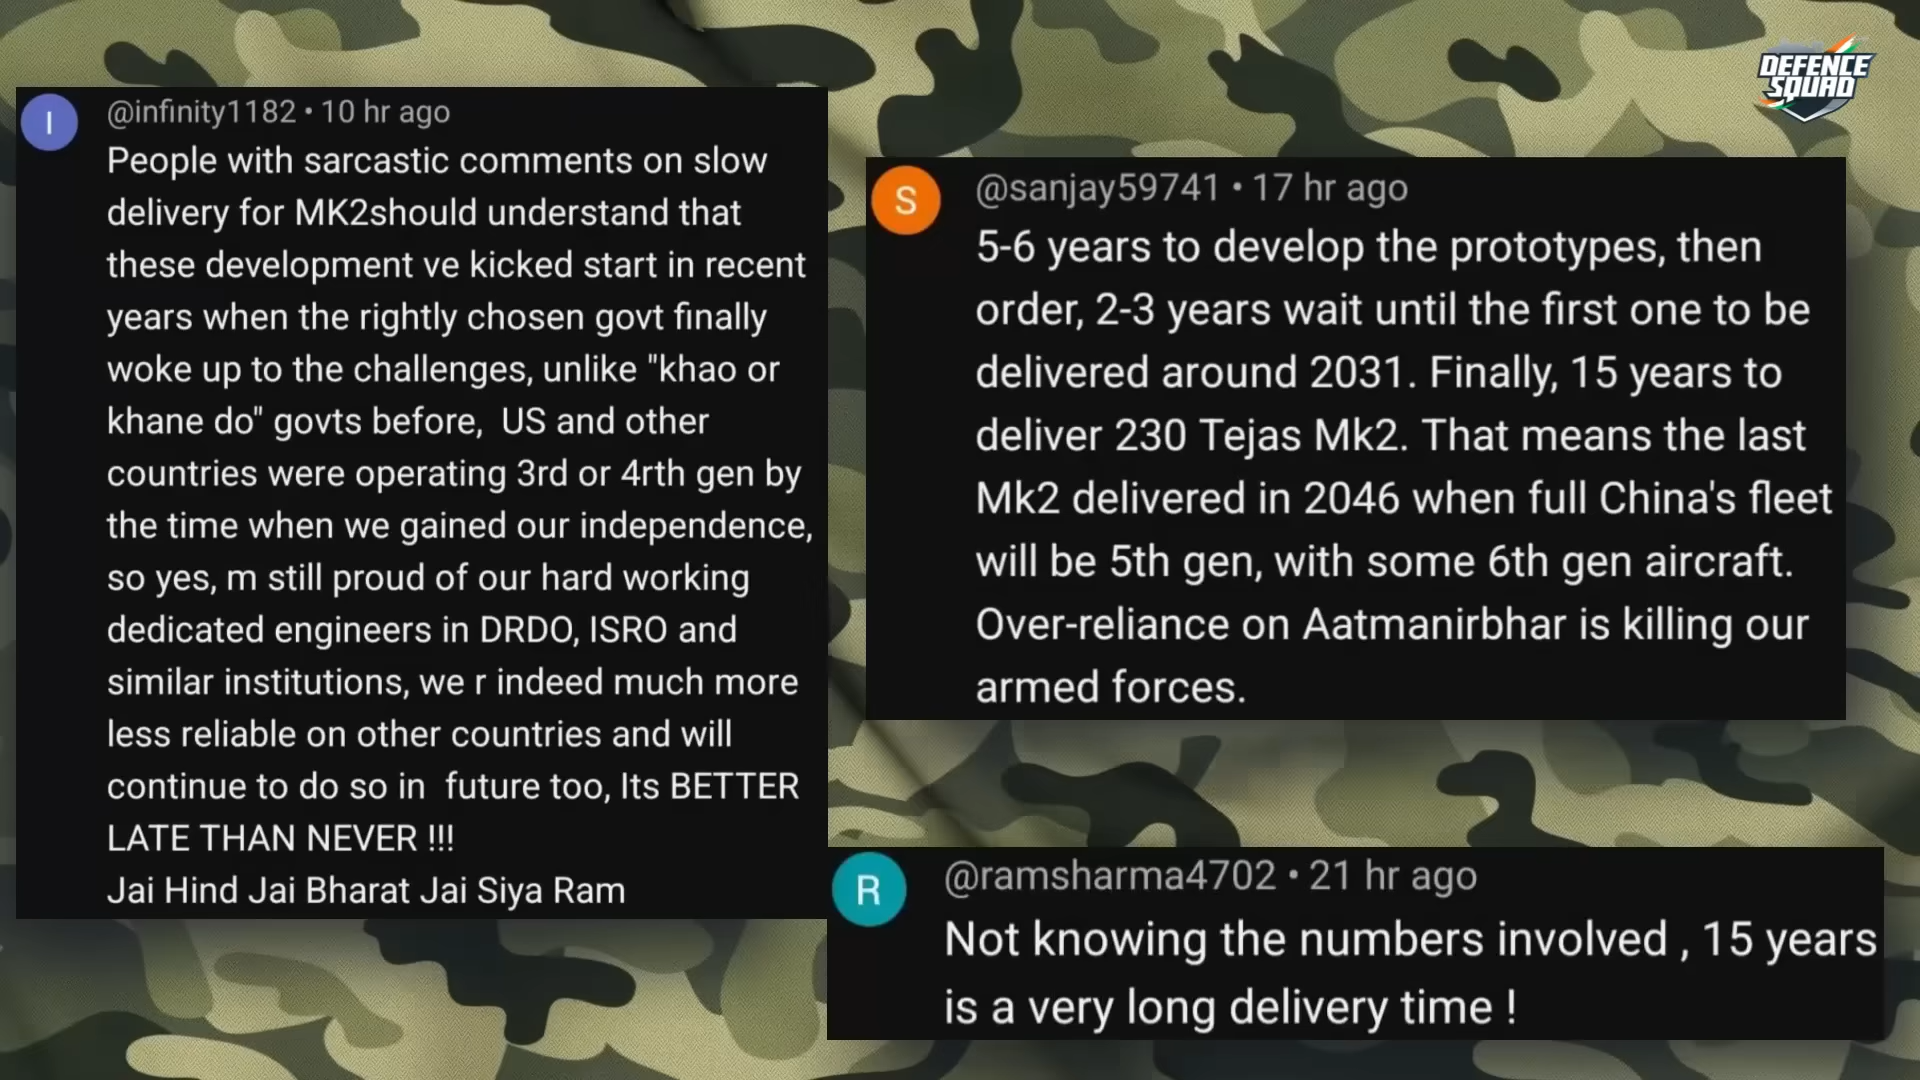 DEFENCE
SQUAD
I
@infinity1182 • 10 hr ago
People with sarcastic comments on slow
delivery for MK2should understand that
these development ve kicked start in recent
years when the rightly chosen govt finally
woke up to the challenges, unlike "khao or
khane do" govts before,  US and other
countries were operating 3rd or 4rth gen by
the time when we gained our independence,
so yes, m still proud of our hard working
dedicated engineers in DRDO, ISRO and
similar institutions, we r indeed much more
less reliable on other countries and will
continue to do so in  future too, Its BETTER
LATE THAN NEVER !!!
Jai Hind Jai Bharat Jai Siya Ram
S
@sanjay59741 • 17 hr ago
5-6 years to develop the prototypes, then
order, 2-3 years wait until the first one to be
delivered around 2031. Finally, 15 years to
deliver 230 Tejas Mk2. That means the last
Mk2 delivered in 2046 when full China's fleet
will be 5th gen, with some 6th gen aircraft.
Over-reliance on Aatmanirbhar is killing our
armed forces.
R
@ramsharma4702 • 21 hr ago
Not knowing the numbers involved , 15 years
is a very long delivery time !